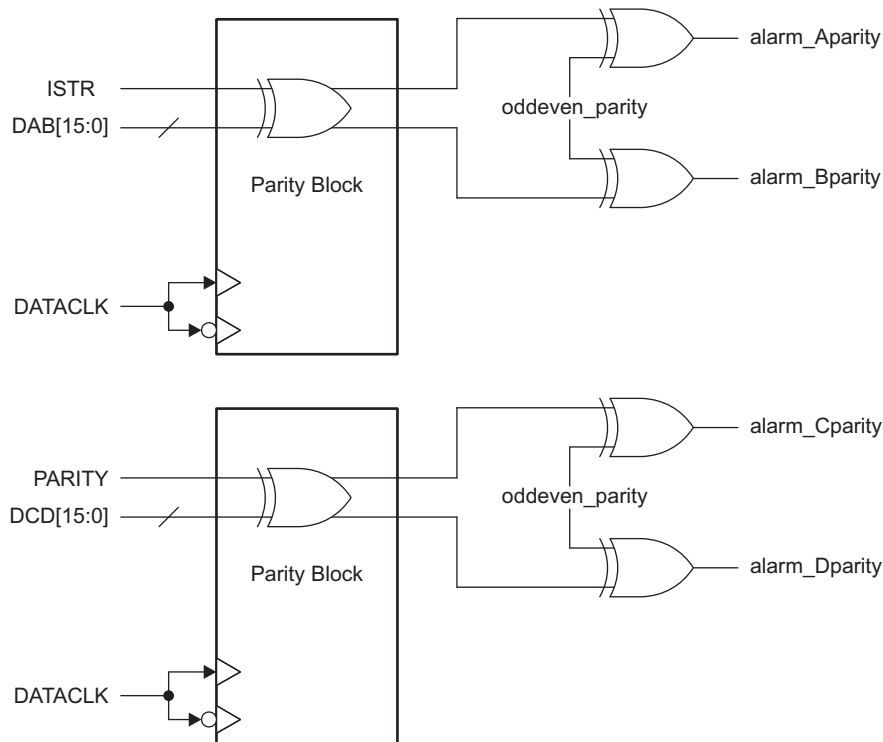 ISTR
DAB[15:0]
Parity Block
DATACLK
alarm_Aparity
oddeven_parity
alarm_Bparity
PARITY
DCD[15:0]
Parity Block
DATACLK
alarm_Cparity
oddeven_parity
alarm_Dparity